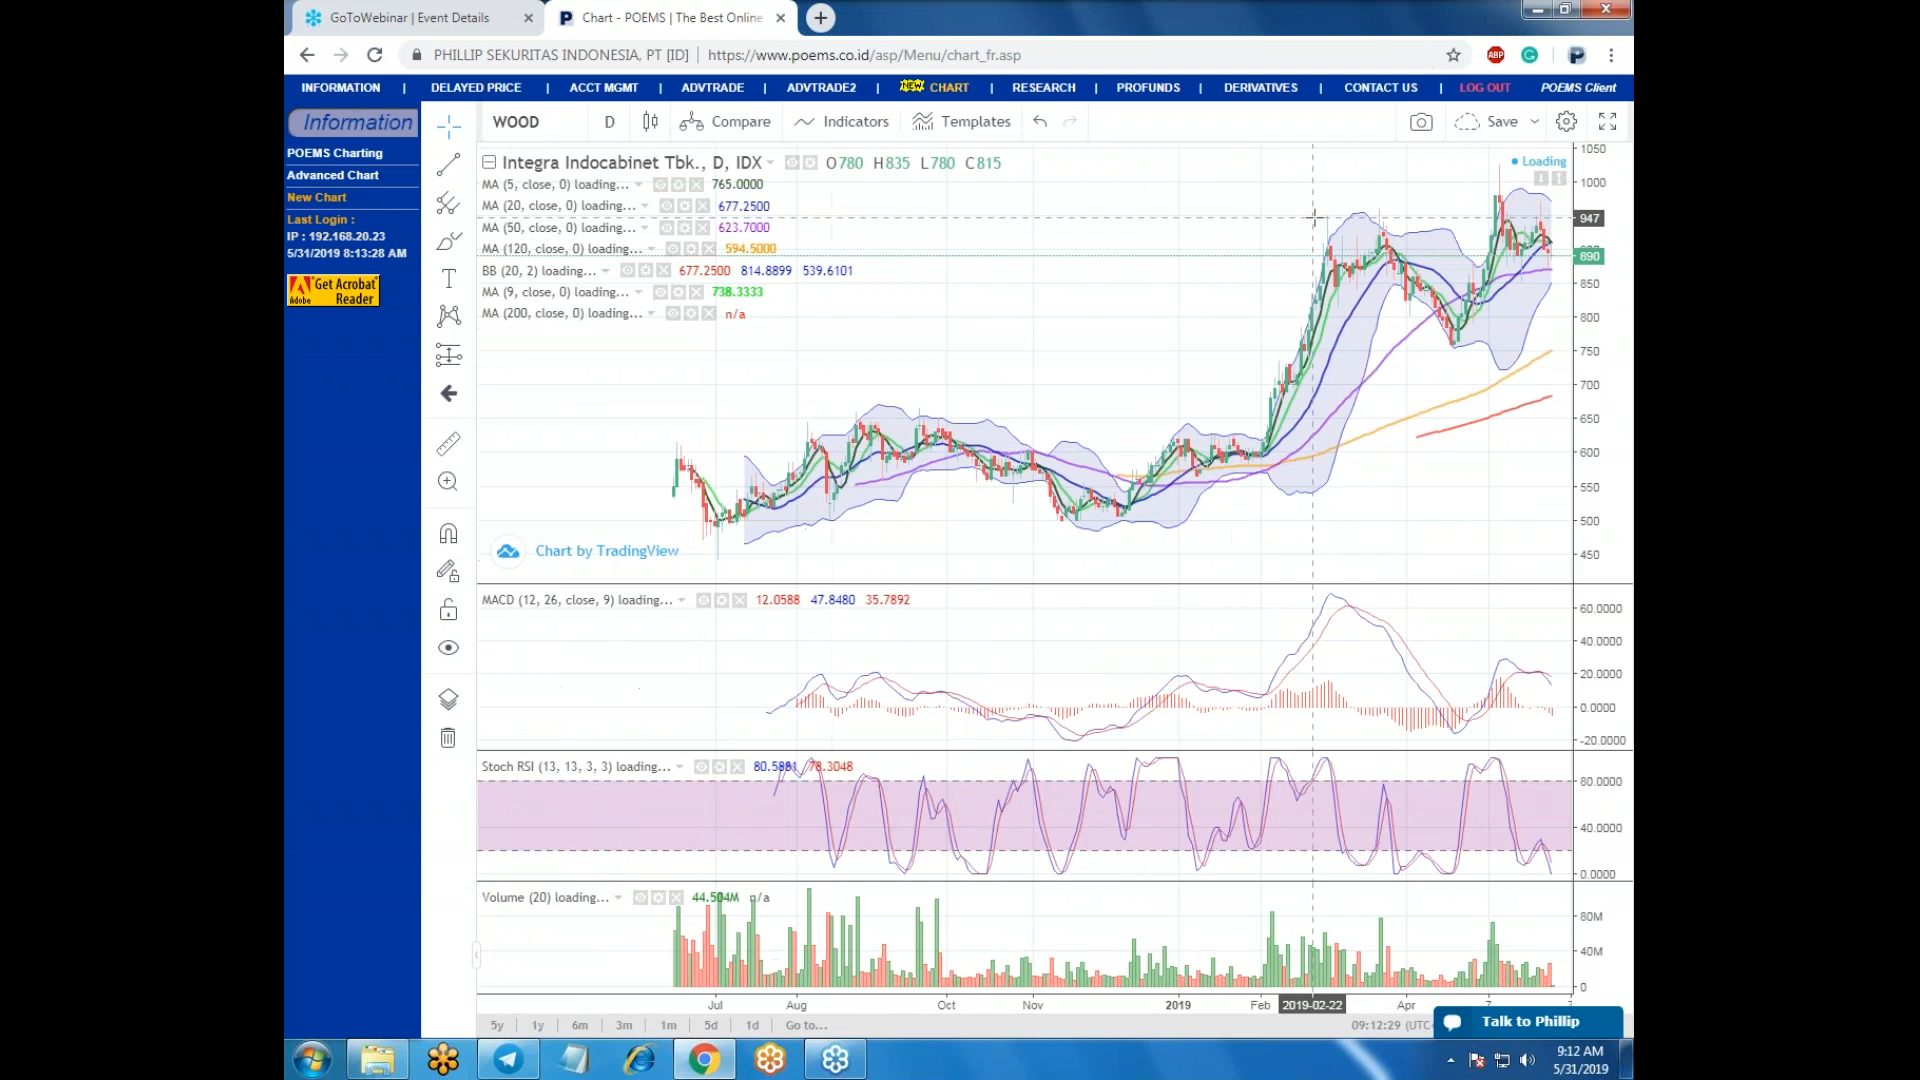 GoToWebinar | Event Details
Chart - POEMS | The Best Online
PHILLIP SEKURITAS INDONESIA, PT [ID] | https://www.poems.co.id/asp/Menu/chart_fr.asp
ABP
INFORMATION | DELAYED PRICE | ACCT MGMT | ADVTRADE | ADVTRADE2 | NEW CHART | RESEARCH | PROFUNDS | DERIVATIVES | CONTACT US | LOG OUT POEMS Client
Information
POEMS Charting
Advanced Chart
New Chart
Last Login :
IP : 192.168.20.23
5/31/2019 8:13:28 AM
Get Acrobat
Adobe Reader
WOOD D Compare Indicators Templates Save
Integra Indocabinet Tbk., D, IDX O780 H835 L780 C815
Loading
MA (5, close, 0) loading... 765.0000
MA (20, close, 0) loading... 677.2500
MA (50, close, 0) loading... 623.7000
MA (120, close, 0) loading... 594.5000
BB (20, 2) loading... 677.2500 814.8899 539.6101
MA (9, close, 0) loading... 738.3333
MA (200, close, 0) loading... n/a
1050
1000
947
890
850
800
750
700
650
600
550
500
450
Chart by TradingView
MACD (12, 26, close, 9) loading... 12.0588 47.8480 35.7892
60.0000
40.0000
20.0000
0.0000
-20.0000
Stoch RSI (13, 13, 3, 3) loading... 80.5881 78.3048
80.0000
40.0000
0.0000
Volume (20) loading... 44.504M n/a
80M
40M
0
Jul Aug Oct Nov 2019 Feb 2019-02-22 Apr
5y 1y 6m 3m 1m 5d 1d Go to... 09:12:29 (UTC
Talk to Phillip
9:12 AM
5/31/2019